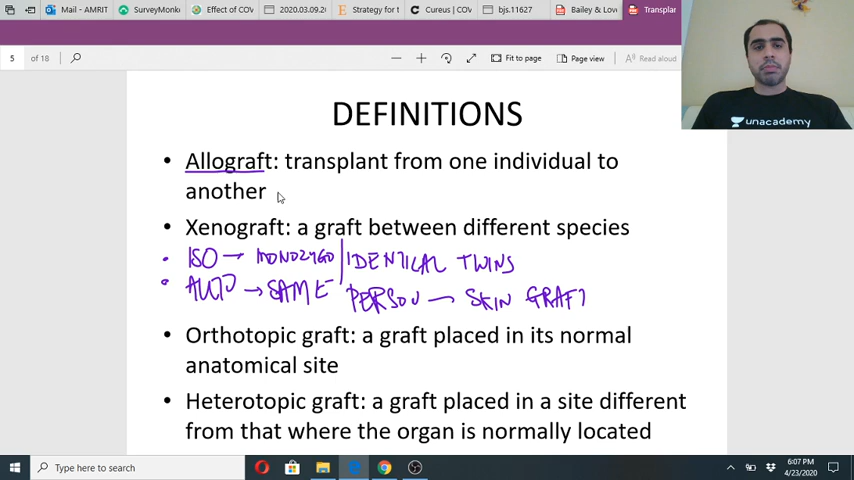 Mail - AMRIT
SurveyMonk
Effect of COV
2020.03.09.20
Strategy for t
Cureus | COV
bjs.11627
Bailey & Love
Transplan
5 of 18
Fit to page
Page view
Read aloud
unacademy
DEFINITIONS
• Allograft: transplant from one individual to
another
• Xenograft: a graft between different species
• ISO → MONOZYGO | IDENTICAL TWINS
• AUTO → SAME PERSON — SKIN GRAFT
• Orthotopic graft: a graft placed in its normal
anatomical site
• Heterotopic graft: a graft placed in a site different
from that where the organ is normally located
Type here to search
6:07 PM
4/23/2020